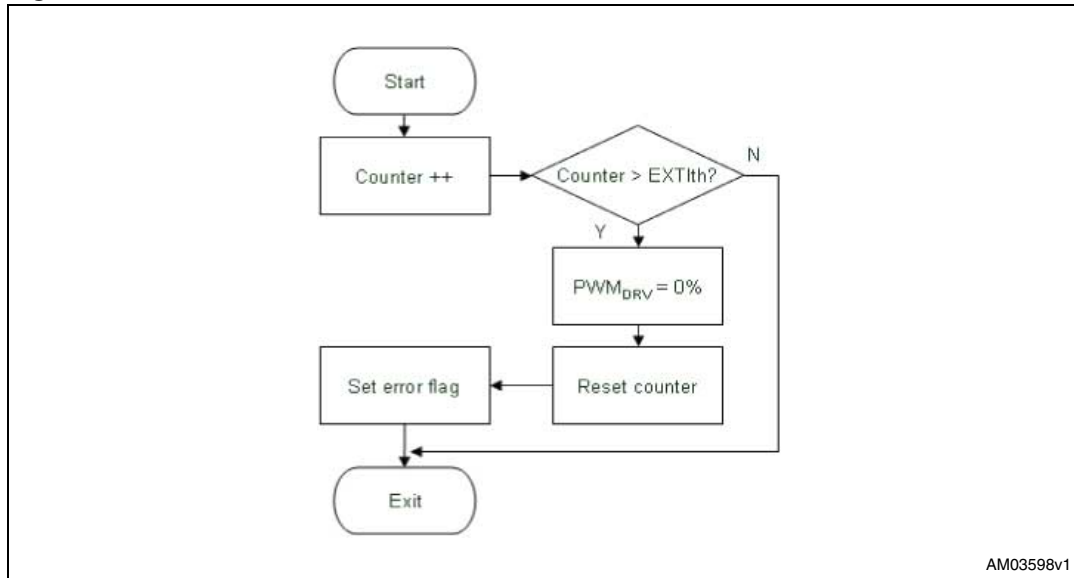 Start
Counter ++
Counter > EXTIth?
N
Y
PWMDRV = 0%
Set error flag
Reset counter
Exit
AM03598v1